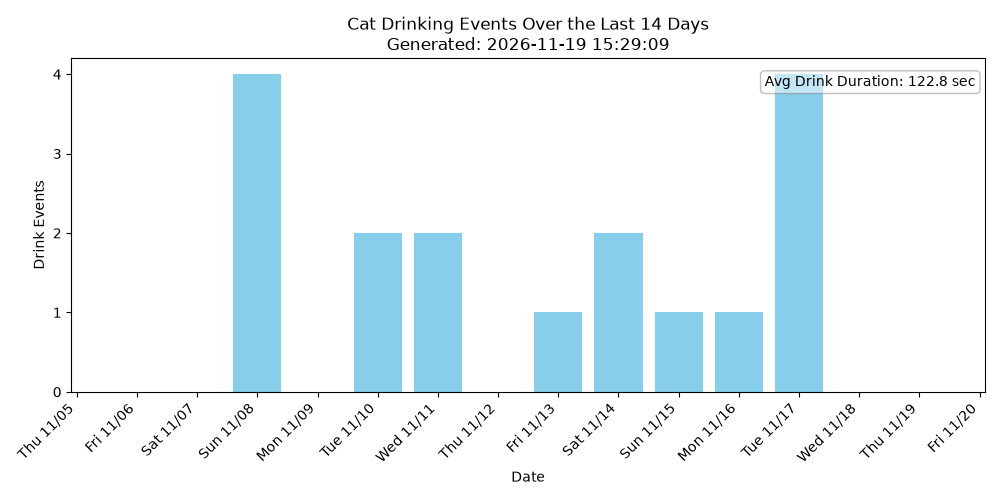 Cat Drinking Events Over the Last 14 Days
Generated: 2026-11-19 15:29:09
Avg Drink Duration: 122.8 sec
Drink Events
4
3
2
1
0
Thu 11/05
Fri 11/06
Sat 11/07
Sun 11/08
Mon 11/09
Tue 11/10
Wed 11/11
Thu 11/12
Fri 11/13
Sat 11/14
Sun 11/15
Mon 11/16
Tue 11/17
Wed 11/18
Thu 11/19
Fri 11/20
Date